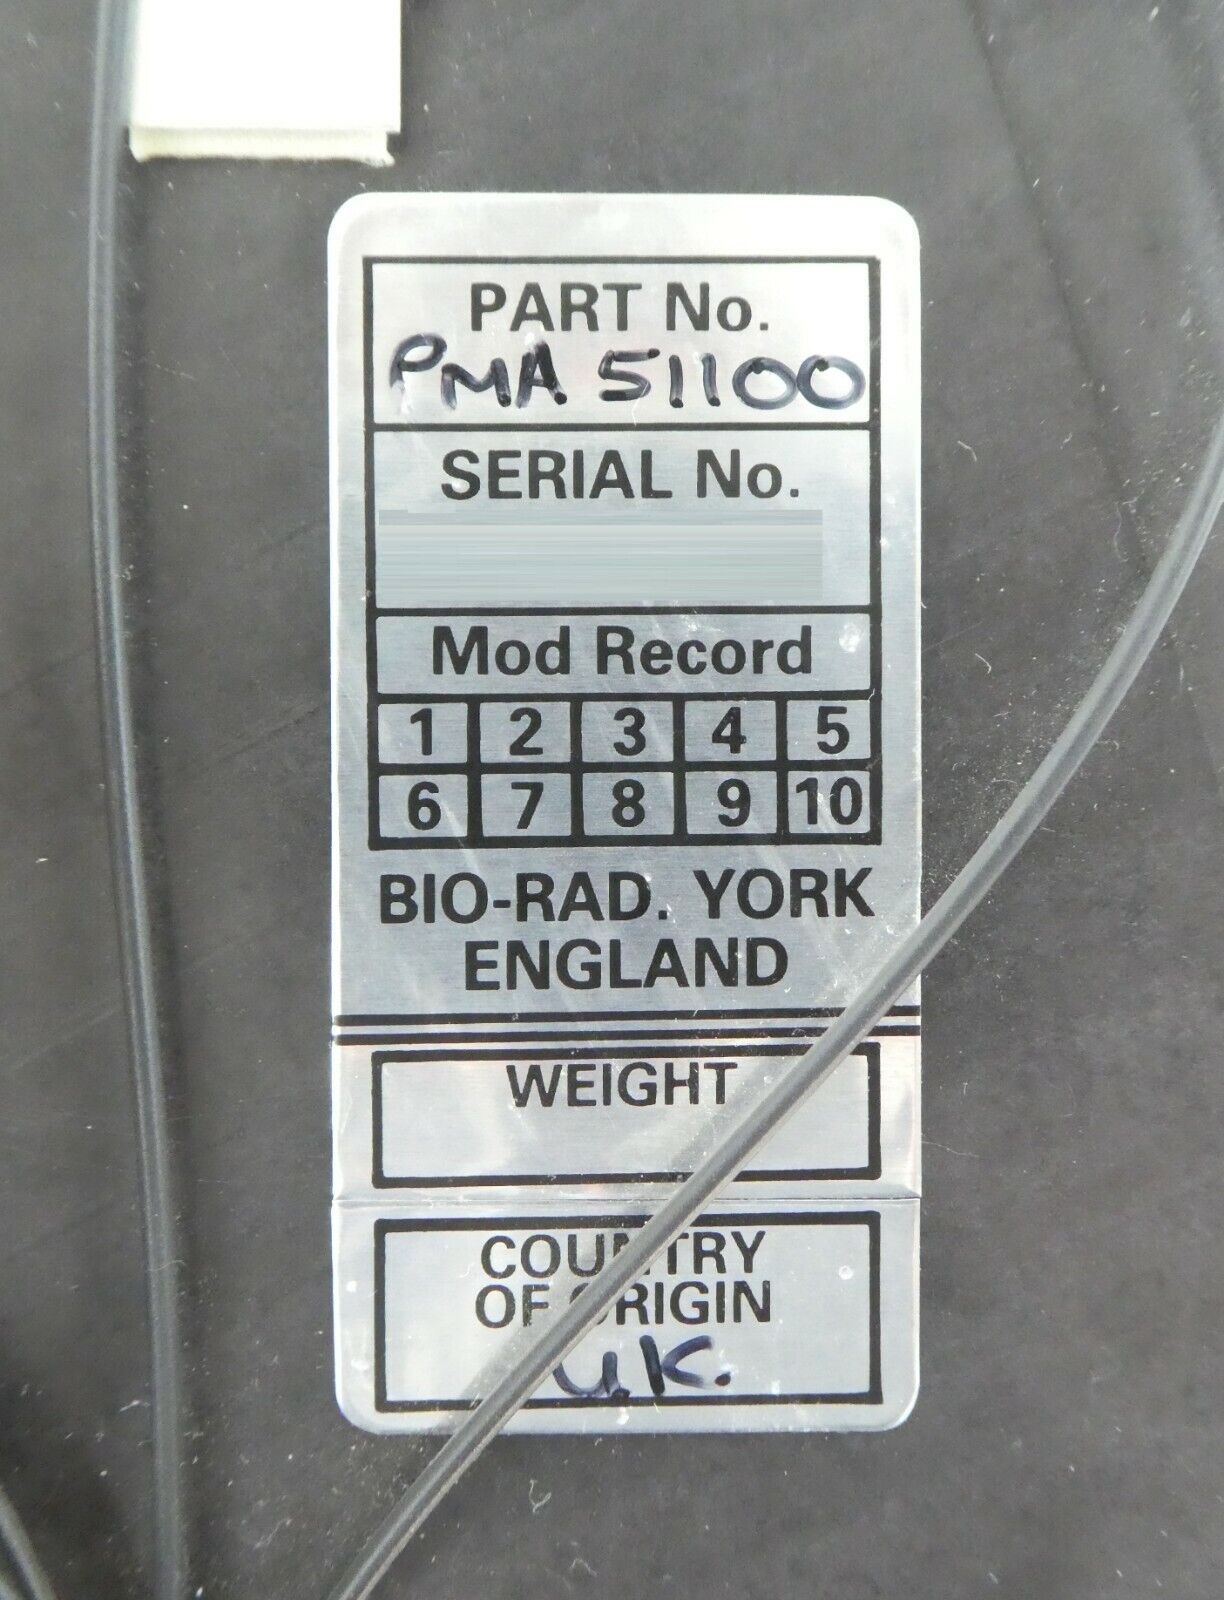 PART No.
PMA 51100
SERIAL No.
Mod Record
1 2 3 4 5
6 7 8 9 10
BIO-RAD. YORK
ENGLAND
WEIGHT
COUNTRY
OF ORIGIN
U.K.